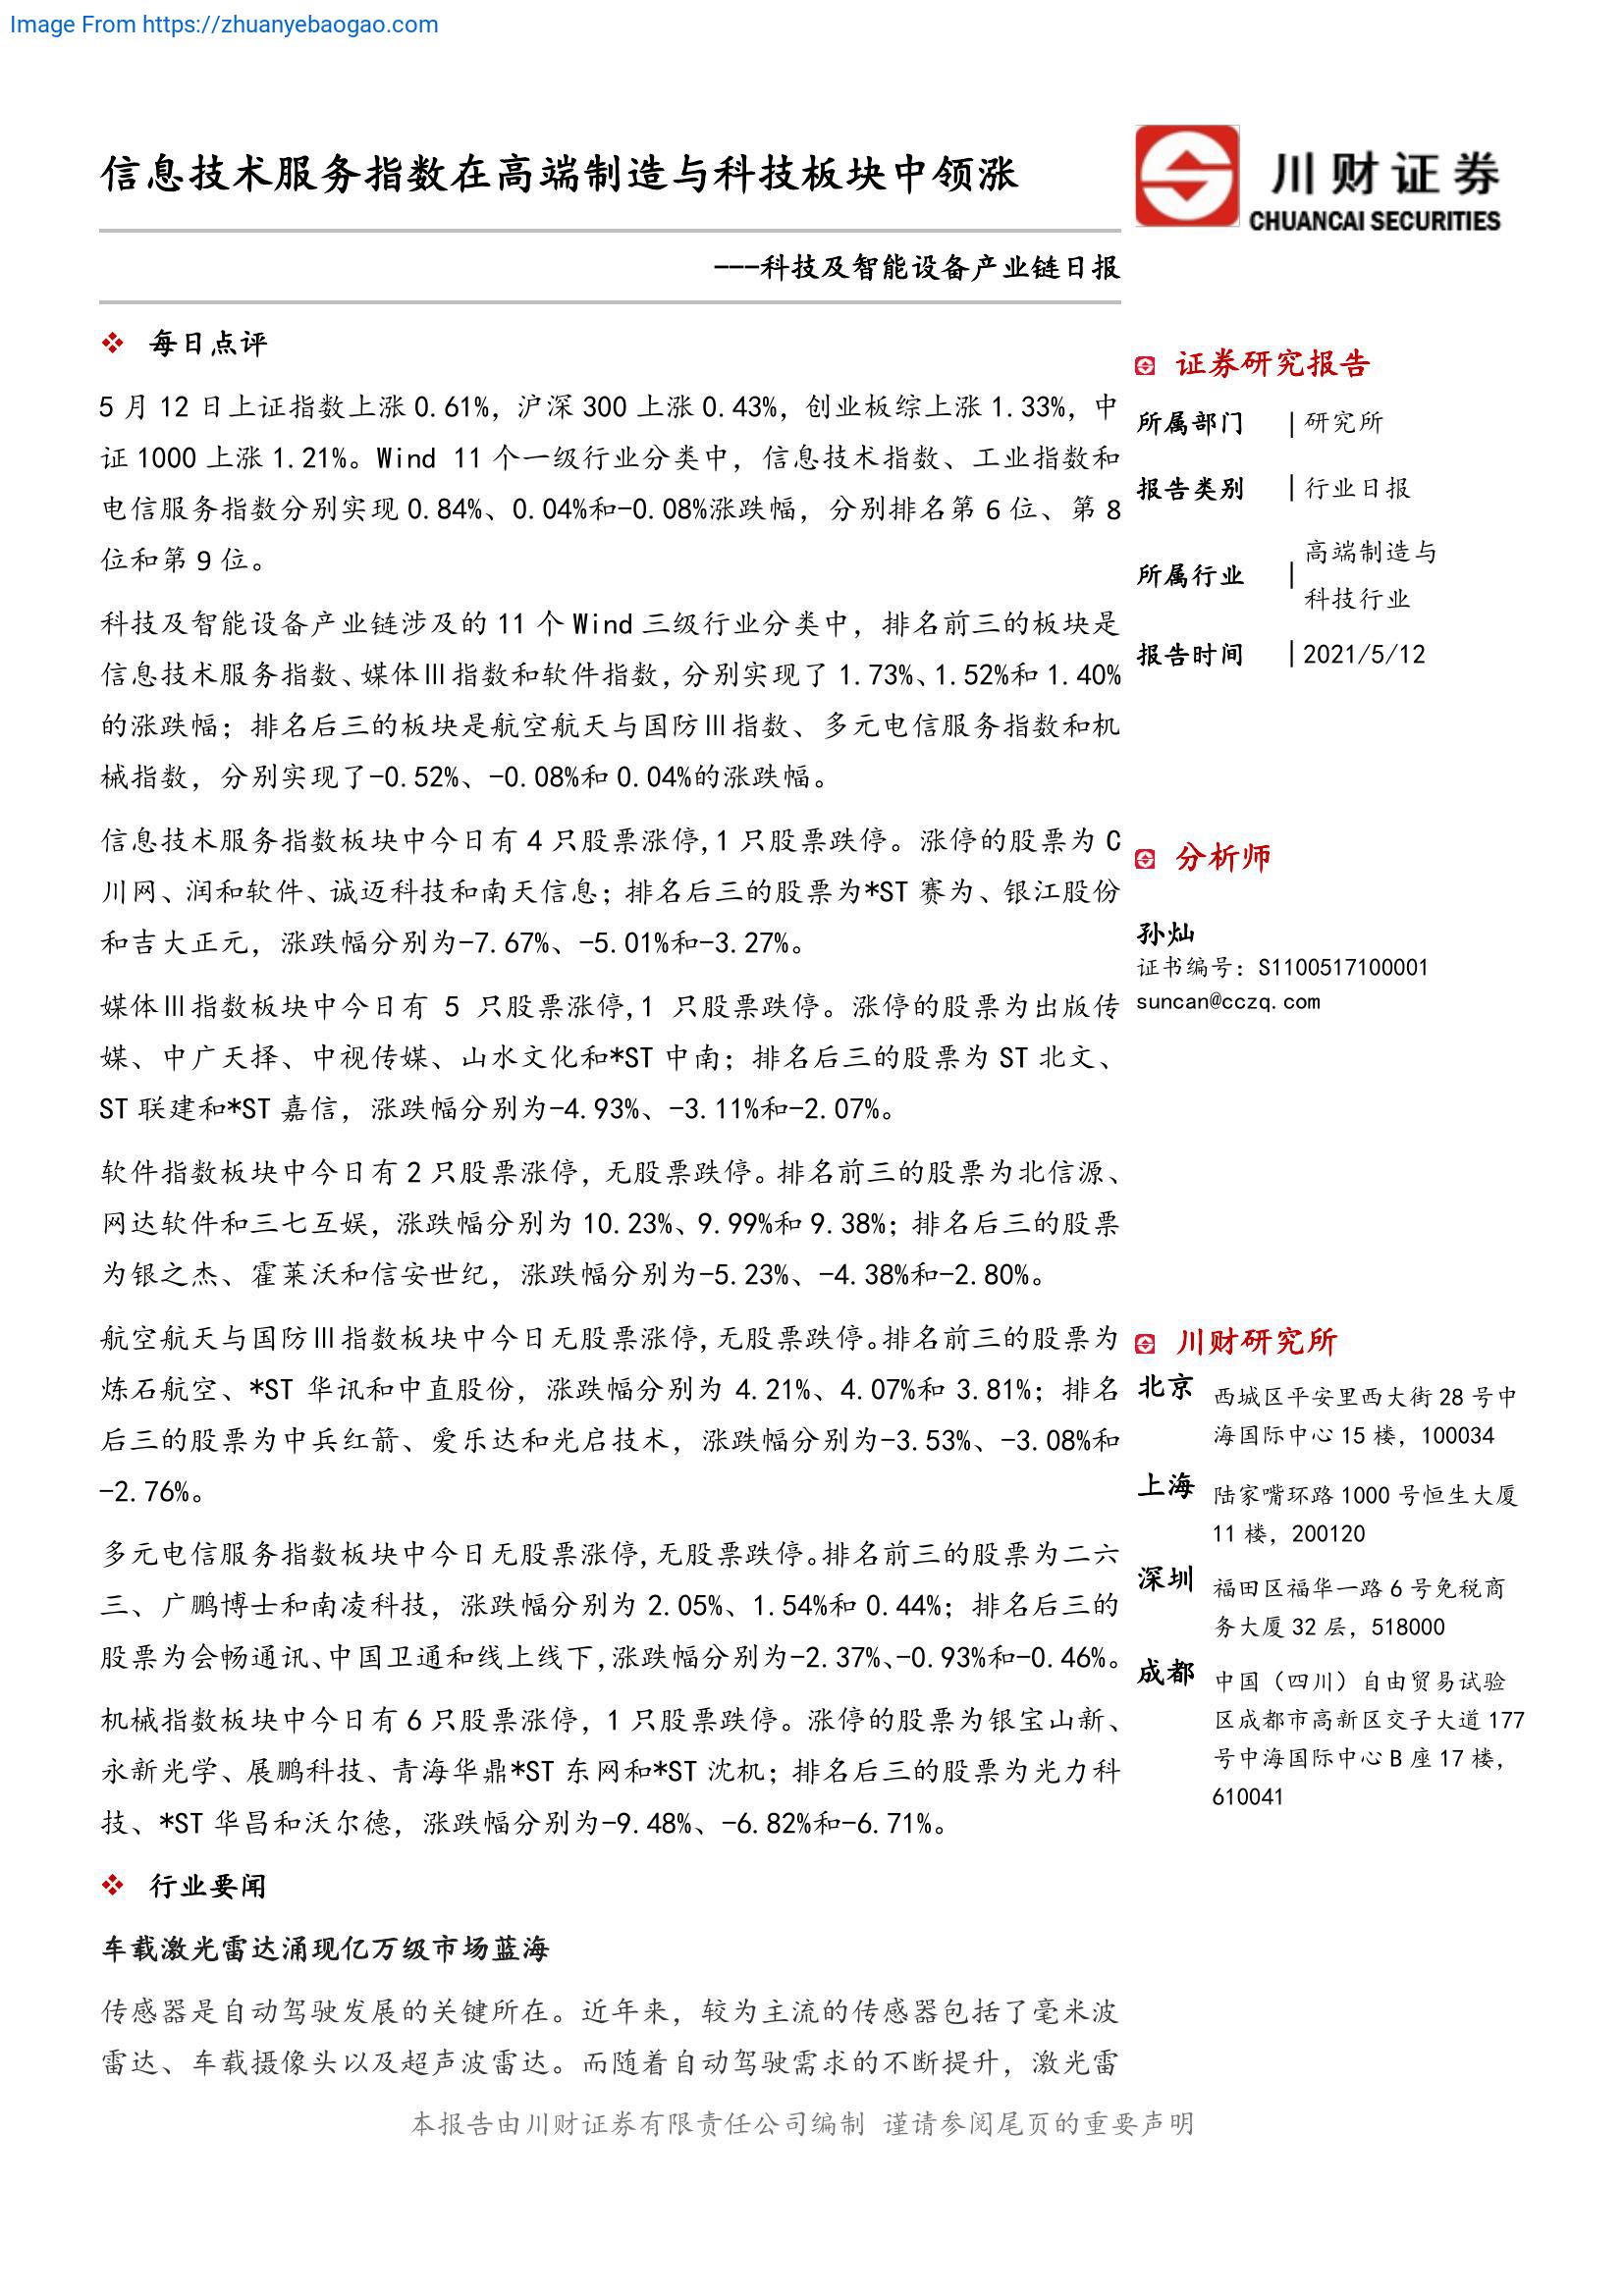 Image From https://zhuanyebaogao.com
信息技术服务指数在高端制造与科技板块中领涨
川财证券
CHUANCAI SECURITIES
---科技及智能设备产业链日报
每日点评
5 月 12 日上证指数上涨 0.61%，沪深 300 上涨 0.43%，创业板综上涨 1.33%，中
证 1000 上涨 1.21%。Wind 11 个一级行业分类中，信息技术指数、工业指数和
电信服务指数分别实现 0.84%、0.04%和-0.08%涨跌幅，分别排名第 6 位、第 8
位和第 9 位。
科技及智能设备产业链涉及的 11 个 Wind 三级行业分类中，排名前三的板块是
信息技术服务指数、媒体Ⅲ指数和软件指数，分别实现了 1.73%、1.52%和 1.40%
的涨跌幅；排名后三的板块是航空航天与国防Ⅲ指数、多元电信服务指数和机
械指数，分别实现了-0.52%、-0.08%和 0.04%的涨跌幅。
信息技术服务指数板块中今日有 4 只股票涨停,1 只股票跌停。涨停的股票为 C
川网、润和软件、诚迈科技和南天信息；排名后三的股票为*ST 赛为、银江股份
和吉大正元，涨跌幅分别为-7.67%、-5.01%和-3.27%。
媒体Ⅲ指数板块中今日有 5 只股票涨停,1 只股票跌停。涨停的股票为出版传
媒、中广天择、中视传媒、山水文化和*ST 中南；排名后三的股票为 ST 北文、
ST 联建和*ST 嘉信，涨跌幅分别为-4.93%、-3.11%和-2.07%。
软件指数板块中今日有 2 只股票涨停，无股票跌停。排名前三的股票为北信源、
网达软件和三七互娱，涨跌幅分别为 10.23%、9.99%和 9.38%；排名后三的股票
为银之杰、霍莱沃和信安世纪，涨跌幅分别为-5.23%、-4.38%和-2.80%。
航空航天与国防Ⅲ指数板块中今日无股票涨停,无股票跌停。排名前三的股票为
炼石航空、*ST 华讯和中直股份，涨跌幅分别为 4.21%、4.07%和 3.81%；排名
后三的股票为中兵红箭、爱乐达和光启技术，涨跌幅分别为-3.53%、-3.08%和
-2.76%。
多元电信服务指数板块中今日无股票涨停,无股票跌停。排名前三的股票为二六
三、广鹏博士和南凌科技，涨跌幅分别为 2.05%、1.54%和 0.44%；排名后三的
股票为会畅通讯、中国卫通和线上线下,涨跌幅分别为-2.37%、-0.93%和-0.46%。
机械指数板块中今日有 6 只股票涨停，1 只股票跌停。涨停的股票为银宝山新、
永新光学、展鹏科技、青海华鼎*ST 东网和*ST 沈机；排名后三的股票为光力科
技、*ST 华昌和沃尔德，涨跌幅分别为-9.48%、-6.82%和-6.71%。
行业要闻
车载激光雷达涌现亿万级市场蓝海
传感器是自动驾驶发展的关键所在。近年来，较为主流的传感器包括了毫米波
雷达、车载摄像头以及超声波雷达。而随着自动驾驶需求的不断提升，激光雷
证券研究报告
所属部门 | 研究所
报告类别 | 行业日报
所属行业 | 高端制造与
科技行业
报告时间 | 2021/5/12
分析师
孙灿
证书编号：S1100517100001
suncan@cczq.com
川财研究所
北京 西城区平安里西大街 28 号中
海国际中心 15 楼，100034
上海 陆家嘴环路 1000 号恒生大厦
11 楼，200120
深圳 福田区福华一路 6 号免税商
务大厦 32 层，518000
成都 中国（四川）自由贸易试验
区成都市高新区交子大道 177
号中海国际中心 B 座 17 楼，
610041
本报告由川财证券有限责任公司编制 谨请参阅尾页的重要声明